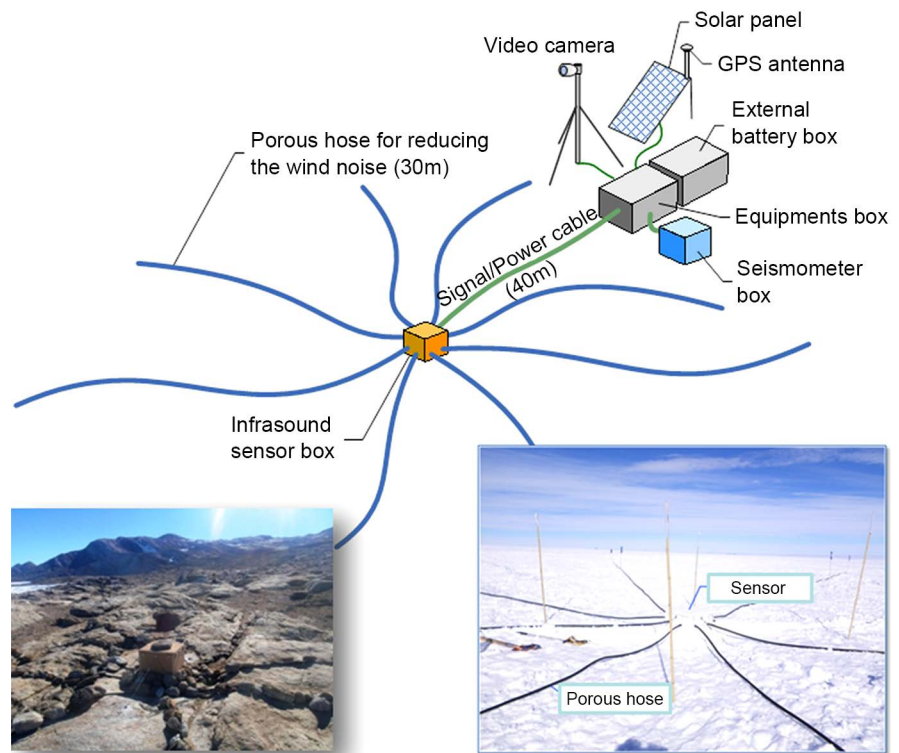 Solar panel
Video camera
GPS antenna
External
battery box
Porous hose for reducing
the wind noise (30m)
Equipments box
Signal/Power cable
(40m)
Seismometer
box
Infrasound
sensor box
Sensor
Porous hose